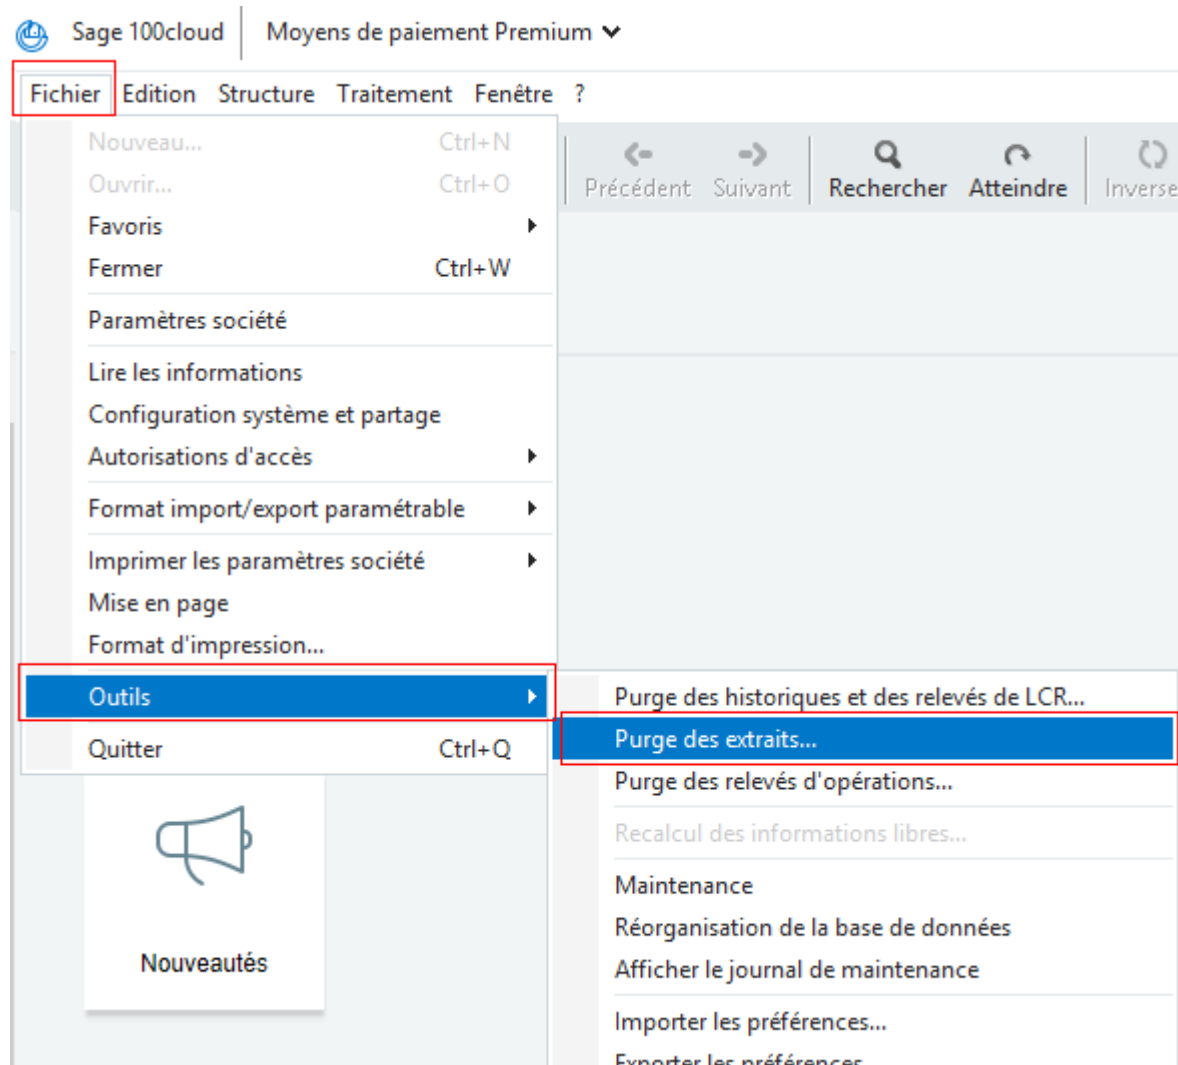 Sage 100cloud Moyens de paiement Premium
Fichier Edition Structure Traitement Fenêtre ?
Nouveau... Ctrl+N
Ouvrir... Ctrl+O
Favoris
Fermer Ctrl+W
Paramètres société
Lire les informations
Configuration système et partage
Autorisations d'accès
Format import/export paramétrable
Imprimer les paramètres société
Mise en page
Format d'impression...
Outils
Quitter Ctrl+Q
Précédent Suivant Rechercher Atteindre Inverse
Purge des historiques et des relevés de LCR...
Purge des extraits...
Purge des relevés d'opérations...
Recalcul des informations libres...
Maintenance
Réorganisation de la base de données
Afficher le journal de maintenance
Importer les préférences...
Exporter les préférences
Nouveautés